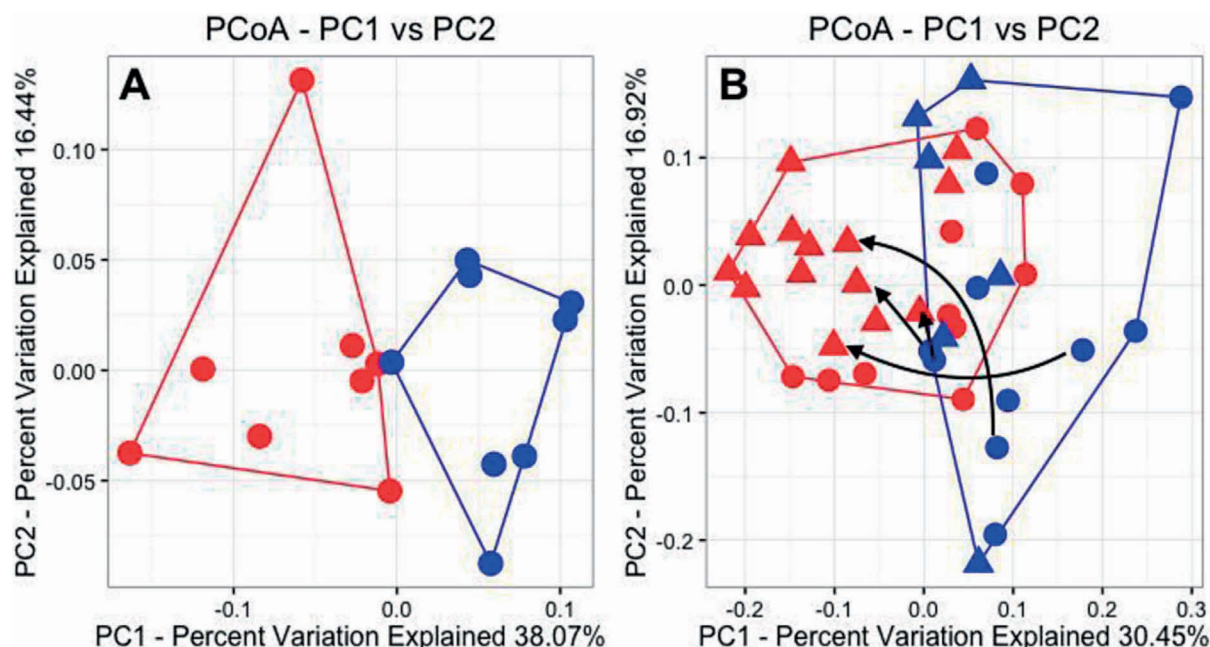 PCoA - PC1 vs PC2
A
PC2 - Percent Variation Explained 16.44%
0.10
0.05
0.00
-0.05
-0.1
0.0
0.1
PC1 - Percent Variation Explained 38.07%
PCoA - PC1 vs PC2
B
PC2 - Percent Variation Explained 16.92%
0.1
0.0
-0.1
-0.2
-0.2
-0.1
0.0
0.1
0.2
0.3
PC1 - Percent Variation Explained 30.45%